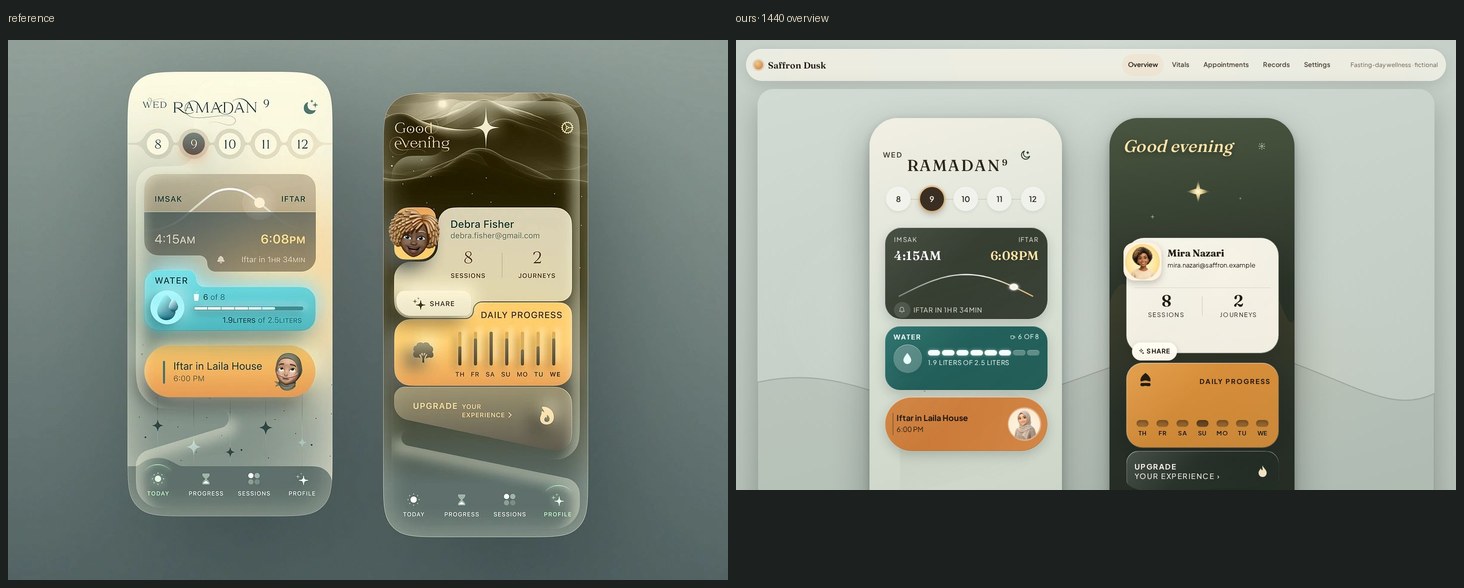 reference
WED RAMADAN 9
8 9 10 11 12
IMSAK IFTAR
4:15AM 6:08PM
Iftar in 1HR 34MIN
WATER
6 of 8
1.9LITERS of 2.5LITERS
Iftar in Laila House
6:00 PM
TODAY PROGRESS SESSIONS PROFILE
Good
evening
Debra Fisher
debra.fisher@gmail.com
8 2
SESSIONS JOURNEYS
SHARE
DAILY PROGRESS
TH FR SA SU MO TU WE
UPGRADE YOUR
EXPERIENCE >
TODAY PROGRESS SESSIONS PROFILE
ours · 1440 overview
Saffron Dusk Overview Vitals Appointments Records Settings Fasting-day wellness · fictional
WED RAMADAN 9
8 9 10 11 12
IMSAK IFTAR
4:15AM 6:08PM
IFTAR IN 1HR 34MIN
WATER 6 OF 8
1.9 LITERS OF 2.5 LITERS
Iftar in Laila House
6:00 PM
Good evening
Mira Nazari
mira.nazari@saffron.example
8 2
SESSIONS JOURNEYS
SHARE
DAILY PROGRESS
TH FR SA SU MO TU WE
UPGRADE
YOUR EXPERIENCE ›